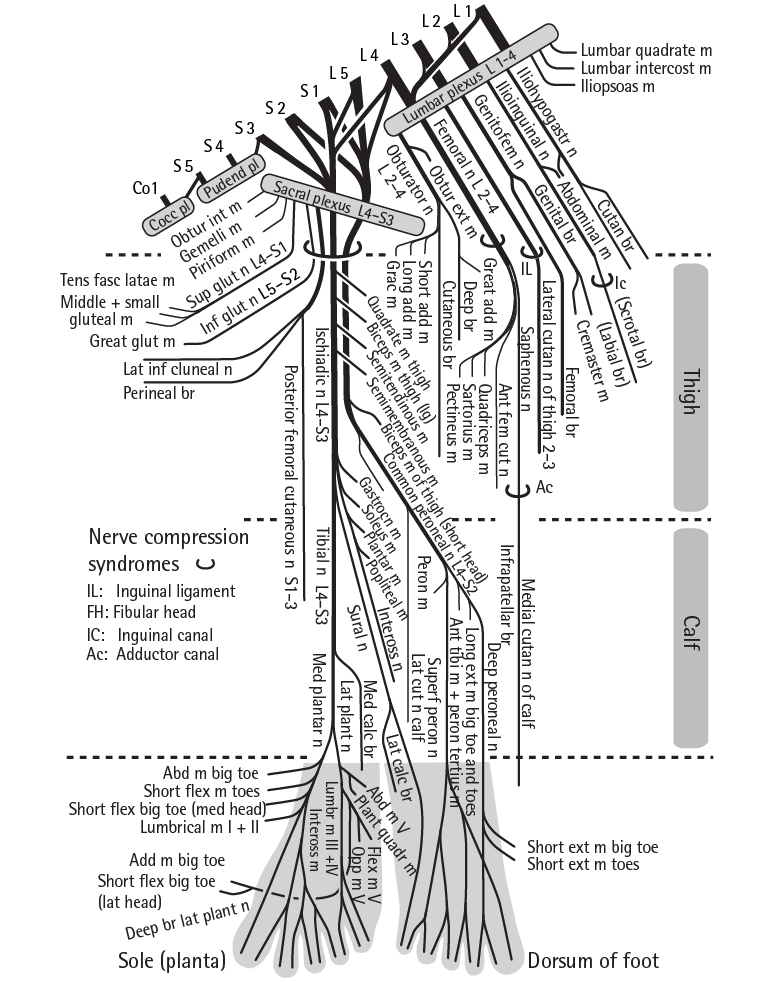 L 1
L 2
L 3
L 4
L 5
S 1
S 2
S 3
S 4
S 5
Co1
Lumbar plexus L 1–4
Lumbar quadrate m
Lumbar intercost m
Iliopsoas m
Cocc pl
Pudend pl
Sacral plexus L4–S3
Iliohypogastr n
Ilioinguinal n
Genitofem n
Femoral n L 2–4
Obturator n
L 2–4
Obtur ext m
Genital br
Abdominal m
Cutan br
Obtur int m
Gemelli m
Piriform m
Sup glut n L4–S1
Inf glut n L5–S2
Tens fasc latae m
Middle + small
gluteal m
Great glut m
Lat inf cluneal n
Perineal br
Grac m
Long add m
Short add m
Cutaneous br
Deep br
Great add m
IL
Ic
(Scrotal br)
(Labial br)
Cremaster m
Femoral br
Lateral cutan n of thigh 2–3
Saphenous n
Ant fem cut n
Quadriceps m
Sartorius m
Pectineus m
Thigh
Quadrate m thigh
Biceps m thigh (lg)
Semitendinous m
Semimembranous m
Biceps m of thigh (short head)
Common peroneal n L4–S2
Ischiadic n L4–S3
Posterior femoral cutaneous n S1–3
Ac
Nerve compression
syndromes
IL: Inguinal ligament
FH: Fibular head
IC: Inguinal canal
Ac: Adductor canal
Gastrocn m
Soleus m
Plantar m
Popliteal m
Tibial n L4–S3
Sural n
Inteross n
Peron m
Infrapatellar br
Medial cutan n of calf
Calf
Med plantar n
Lat plant n
Med calc br
Lat calc br
Lat cut n calf
Superf peron n
Ant tibi m + peron tertius m
Long ext m big toe and toes
Deep peroneal n
Abd m big toe
Short flex m toes
Short flex big toe (med head)
Lumbrical m I + II
Add m big toe
Short flex big toe
(lat head)
Deep br lat plant n
Inteross m
Lumbr m III +IV
Abd m V
Plant quadr m
Flex m V
Opp m V
Short ext m big toe
Short ext m toes
Sole (planta)
Dorsum of foot